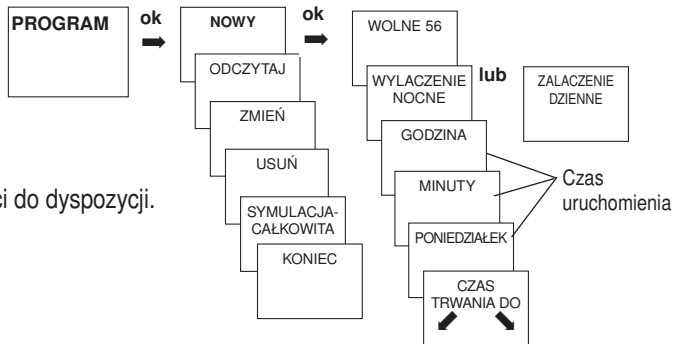 PROGRAM
ok
NOWY
ODCZYTAJ
ZMIEŃ
USUŃ
SYMULACJA-
CAŁKOWITA
KONIEC
ok
WOLNE 56
WYLACZENIE
NOCNE
lub
ZALACZENIE
DZIENNE
GODZINA
MINUTY
PONIEDZIAŁEK
CZAS
TRWANIA DO
Czas
uruchomienia
ci do dyspozycji.